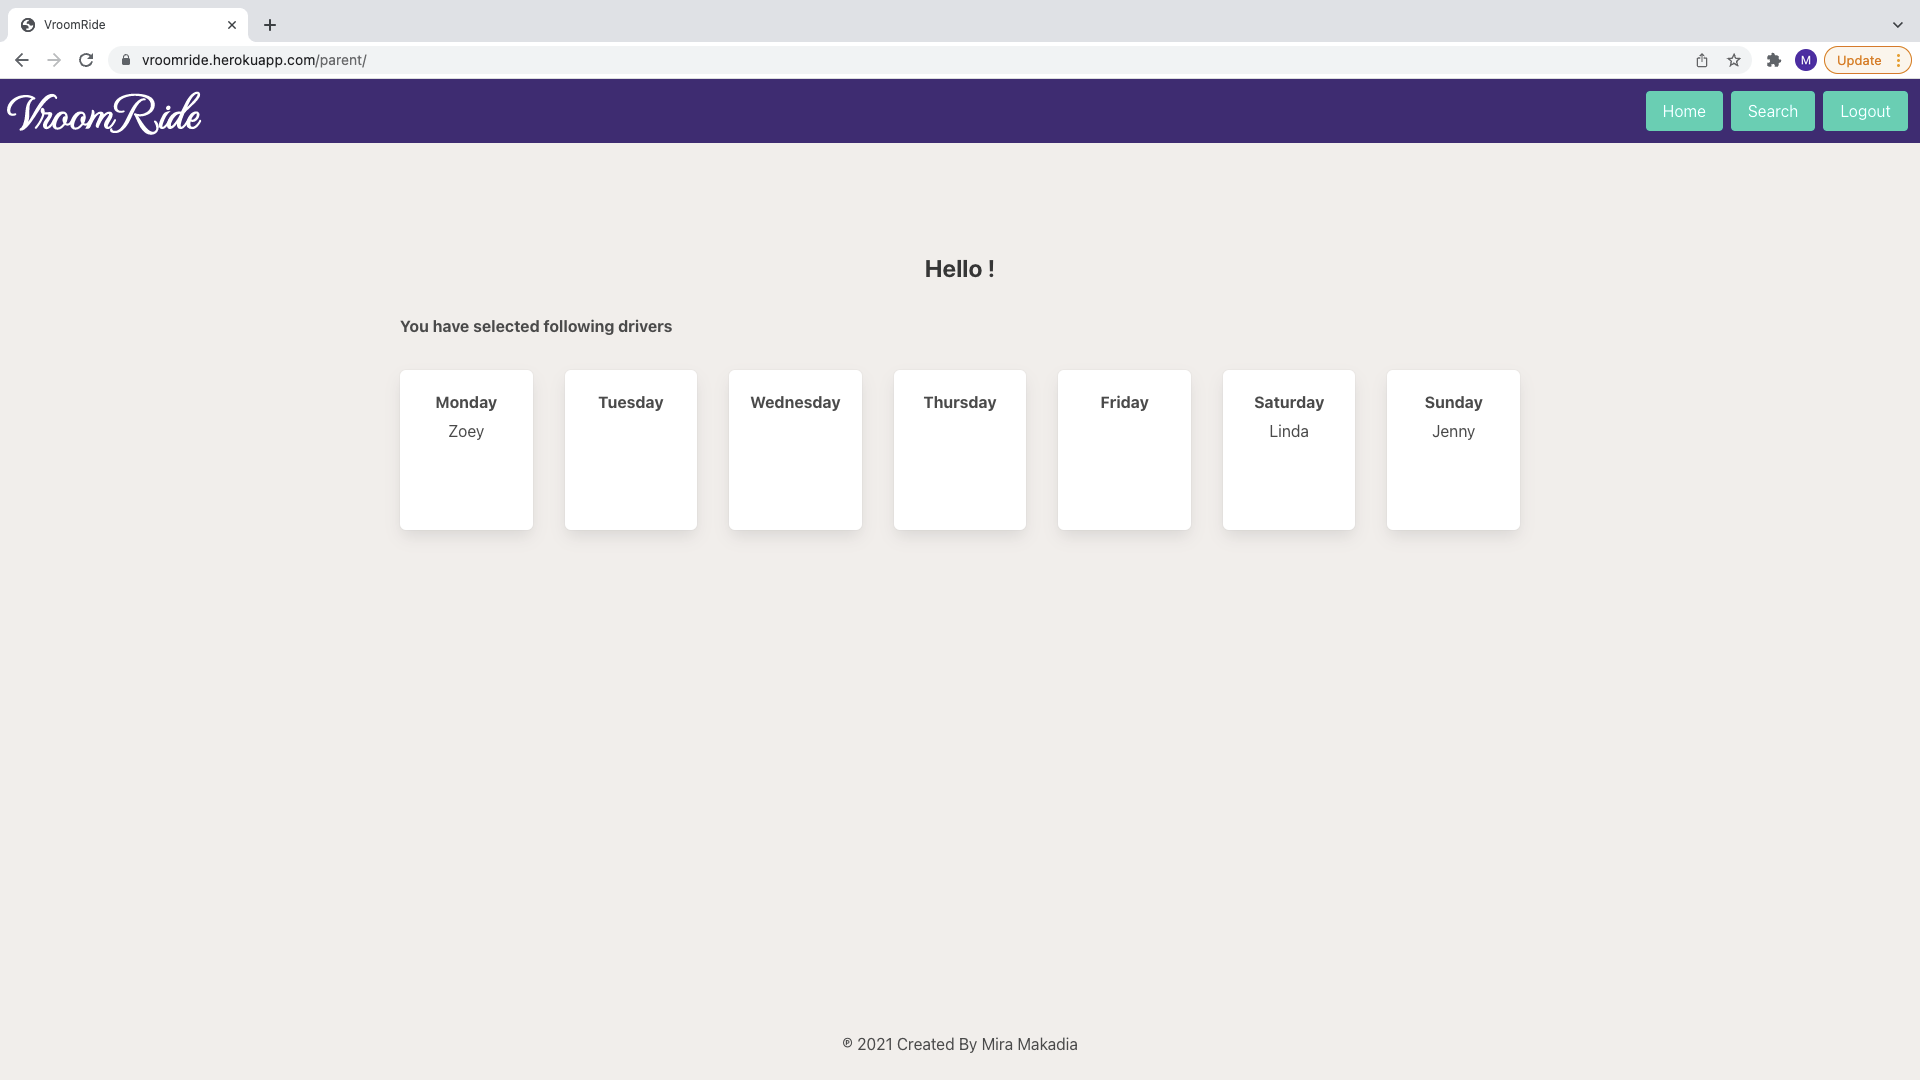 VroomRide
vroomride.herokuapp.com/parent/
M
Update
VroomRide
Home
Search
Logout
Hello !
You have selected following drivers
Monday
Zoey
Tuesday
Wednesday
Thursday
Friday
Saturday
Linda
Sunday
Jenny
℗ 2021 Created By Mira Makadia